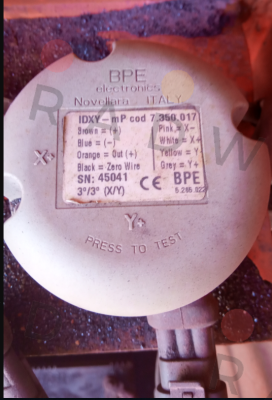 BPE
electronics
Novellara ITALY
IDXY-mP cod 7.350.017
Brown = (+) Pink = X-
Blue = (-) White = X+
Orange = Out (+) Yellow = Y-
Black = Zero Wire Grey = Y+
SN: 45041 CE BPE
3°/3° (X/Y)
X+
Y+
PRESS TO TEST